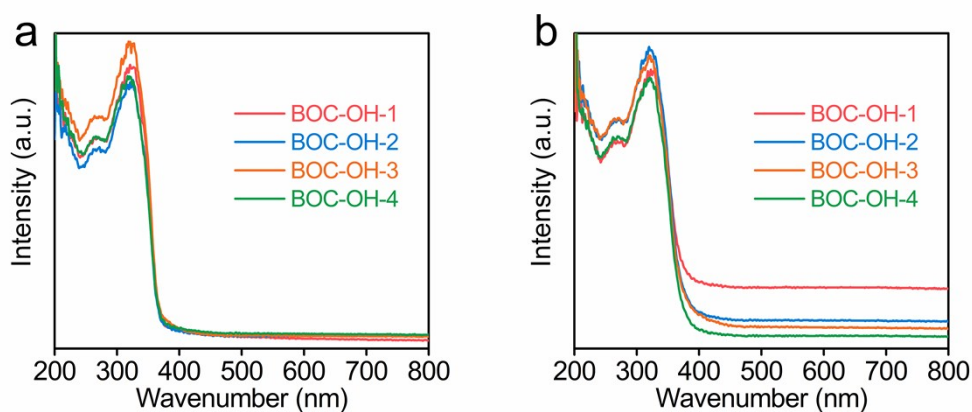 a
Intensity (a.u.)
BOC-OH-1
BOC-OH-2
BOC-OH-3
BOC-OH-4
200 300 400 500 600 700 800
Wavenumber (nm)
b
Intensity (a.u.)
BOC-OH-1
BOC-OH-2
BOC-OH-3
BOC-OH-4
200 300 400 500 600 700 800
Wavenumber (nm)